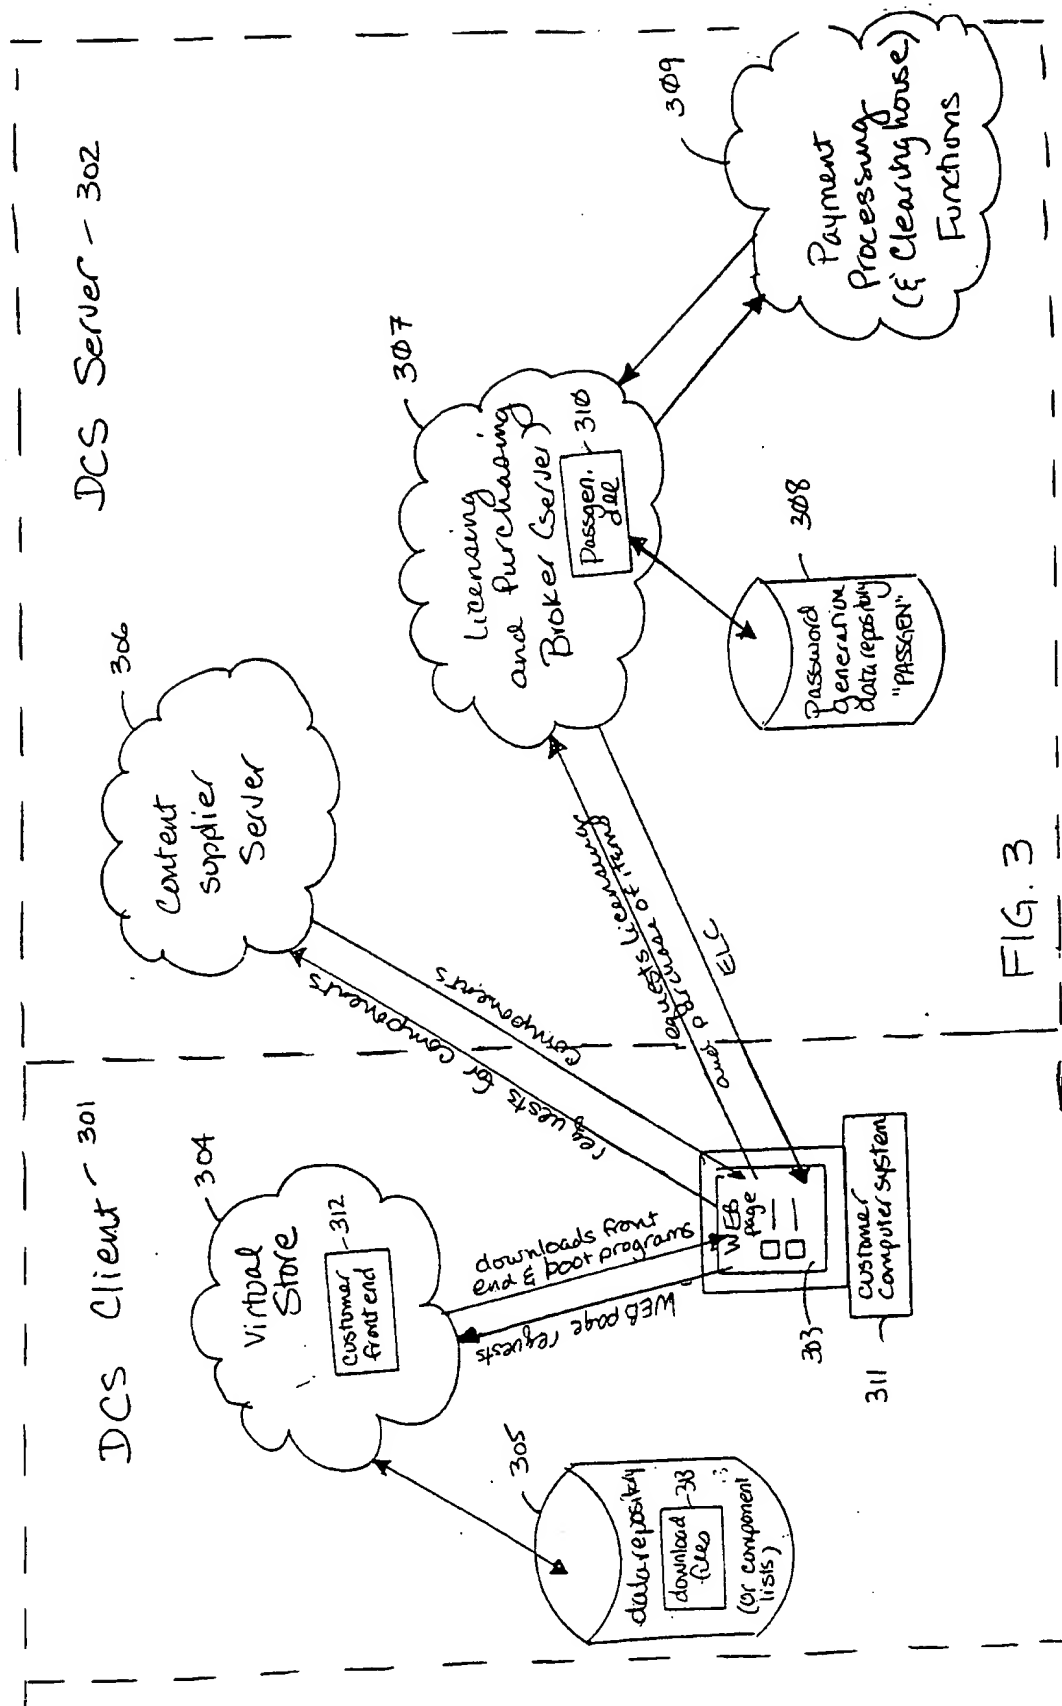 DCS Client - 301
DCS Server - 302
304
Virtual
Store
312
customer
front end
306
Content
supplier
Server
307
Licensing
and Purchasing
Broker (server)
Passgen.
dll
310
309
Payment
Processing
(& Clearinghouse)
Functions
305
data repository
download
files
313
(or component
lists)
308
Password
generation
data repository
"PASSGEN"
WEB page requests
downloads front
end & boot programs
requests for components
components
requests licensing
and purchase of items
ELC
WEB
page
303
customer
computer system
311
FIG. 3